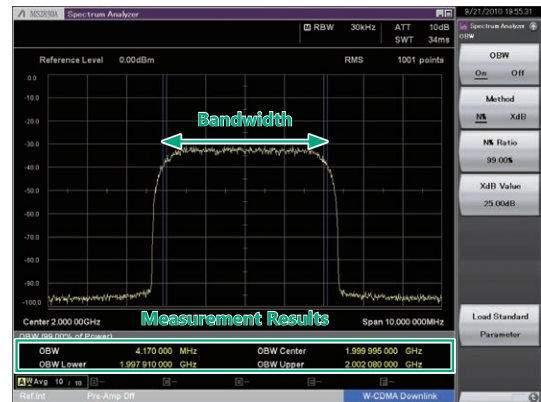 MS2830A Spectrum Analyzer
9/21/2010 19:55:31
M RBW 30kHz ATT 10dB
SWT 34ms
Spectrum Analyzer
OBW
Reference Level 0.00dBm RMS 1001 points
OBW
On Off
0.0
-10.0
-20.0
-30.0
-40.0
-50.0
-60.0
-70.0
-80.0
-90.0
-100.0
Bandwidth
Method
N% XdB
N% Ratio
99.00%
XdB Value
25.00dB
Measurement Results
Center 2.000 00GHz Span 10.000 000MHz
Load Standard
Parameter
OBW (99.00% of Power)
OBW 4.170 000 MHz OBW Center 1.999 995 000 GHz
OBW Lower 1.997 910 000 GHz OBW Upper 2.002 080 000 GHz
A W Avg 10 / 10
Ref.Int Pre-Amp Off W-CDMA Downlink